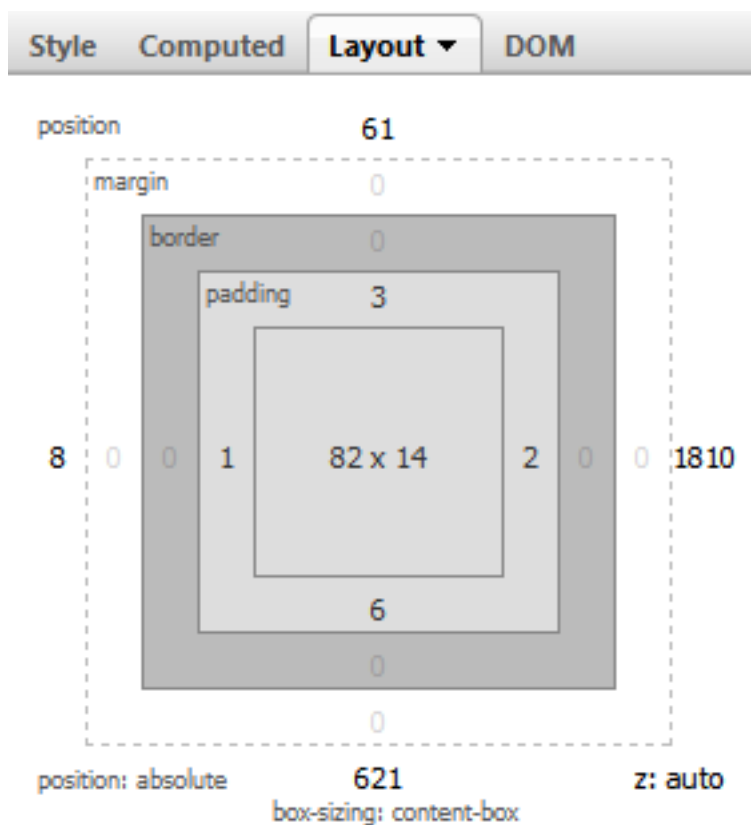 Style Computed Layout ▼ DOM
position 61
margin 0
border 0
padding 3
8 0 0 1 82 x 14 2 0 0 1810
6
0
0
position: absolute 621 z: auto
box-sizing: content-box